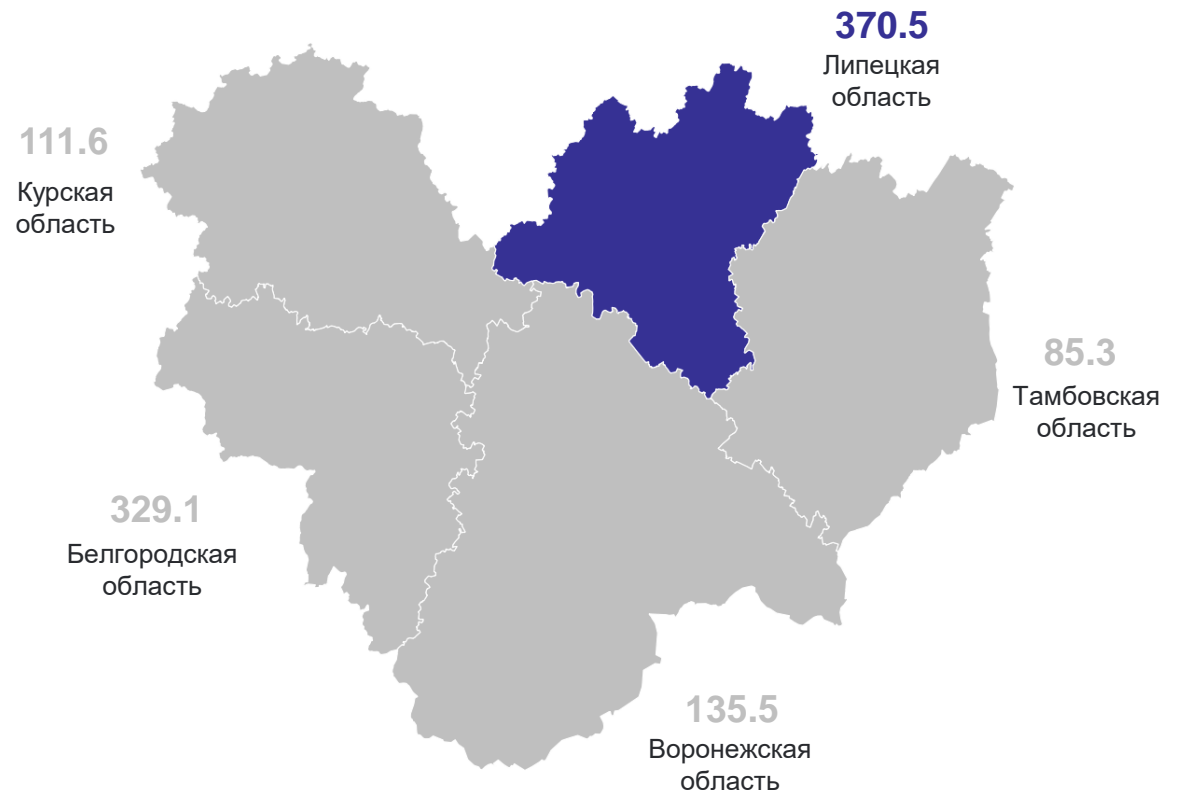 370.5
Липецкая
область
111.6
Курская
область
85.3
Тамбовская
область
329.1
Белгородская
область
135.5
Воронежская
область